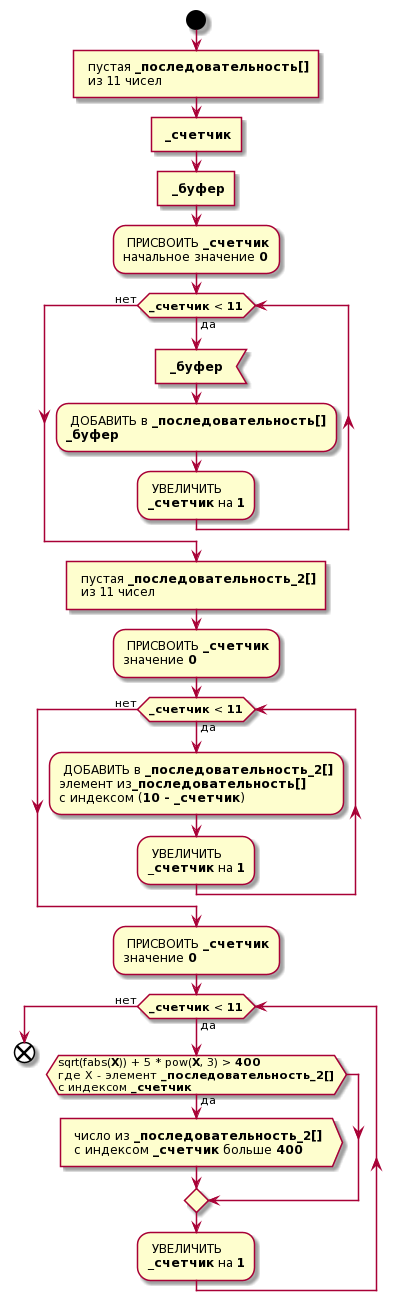 пустая _последовательность[]
из 11 чисел
_счетчик
_буфер
ПРИСВОИТЬ _счетчик
начальное значение 0
нет
_счетчик < 11
да
_буфер
ДОБАВИТЬ в _последовательность[]
_буфер
УВЕЛИЧИТЬ
_счетчик на 1
пустая _последовательность_2[]
из 11 чисел
ПРИСВОИТЬ _счетчик
значение 0
нет
_счетчик < 11
да
ДОБАВИТЬ в _последовательность_2[]
элемент из_последовательность[]
с индексом (10 - _счетчик)
УВЕЛИЧИТЬ
_счетчик на 1
ПРИСВОИТЬ _счетчик
значение 0
нет
_счетчик < 11
да
sqrt(fabs(X)) + 5 * pow(X, 3) > 400
где X - элемент _последовательность_2[]
с индексом _счетчик
да
число из _последовательность_2[]
с индексом _счетчик больше 400
УВЕЛИЧИТЬ
_счетчик на 1